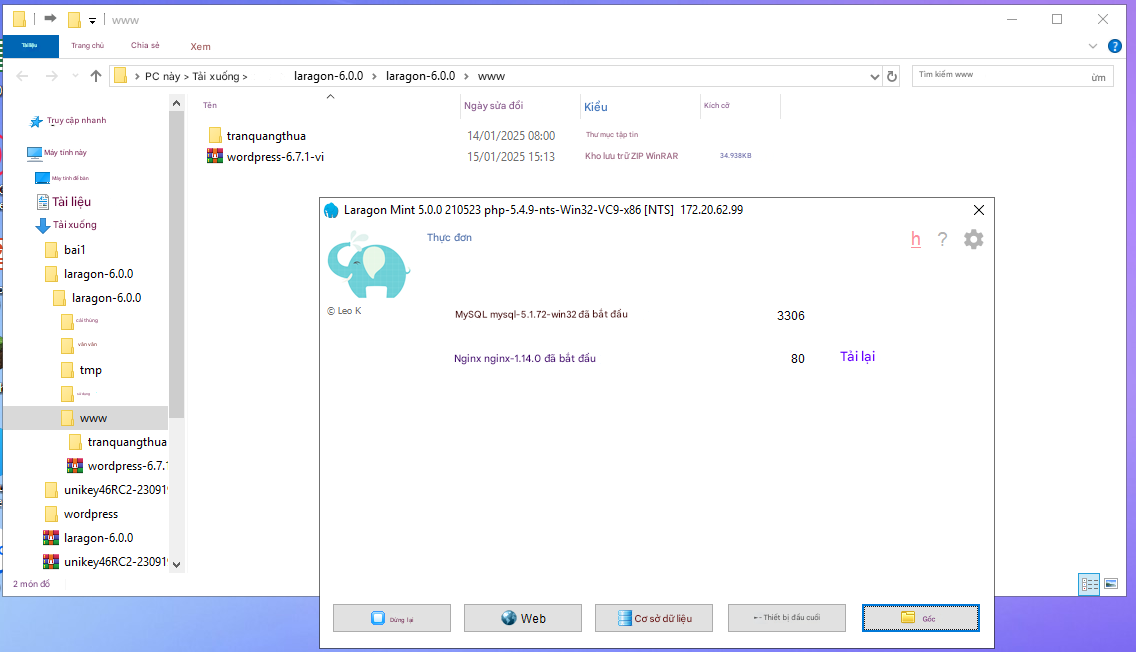 www
Tài liệu
Trang chủ
Chia sẻ
Xem
PC này > Tải xuống > laragon-6.0.0 > laragon-6.0.0 > www
Tìm kiếm www
ừm
Tên
Ngày sửa đổi
Kiểu
Kích cỡ
tranquangthua
14/01/2025 08:00
Thư mục tập tin
wordpress-6.7.1-vi
15/01/2025 15:13
Kho lưu trữ ZIP WinRAR
34.938KB
Truy cập nhanh
Máy tính này
Máy tính để bàn
Tài liệu
Tải xuống
bai1
laragon-6.0.0
laragon-6.0.0
cái thùng
vân vân
tmp
www
tranquangthua
wordpress-6.7.1
unikey46RC2-23091
wordpress
laragon-6.0.0
unikey46RC2-23091
2 món đồ
Laragon Mint 5.0.0 210523 php-5.4.9-nts-Win32-VC9-x86 [NTS] 172.20.62.99
Thực đơn
h
?
© Leo K
MySQL mysql-5.1.72-win32 đã bắt đầu
3306
Nginx nginx-1.14.0 đã bắt đầu
80
Tải lại
Dừng lại
Web
Cơ sở dữ liệu
Thiết bị đầu cuối
Gốc